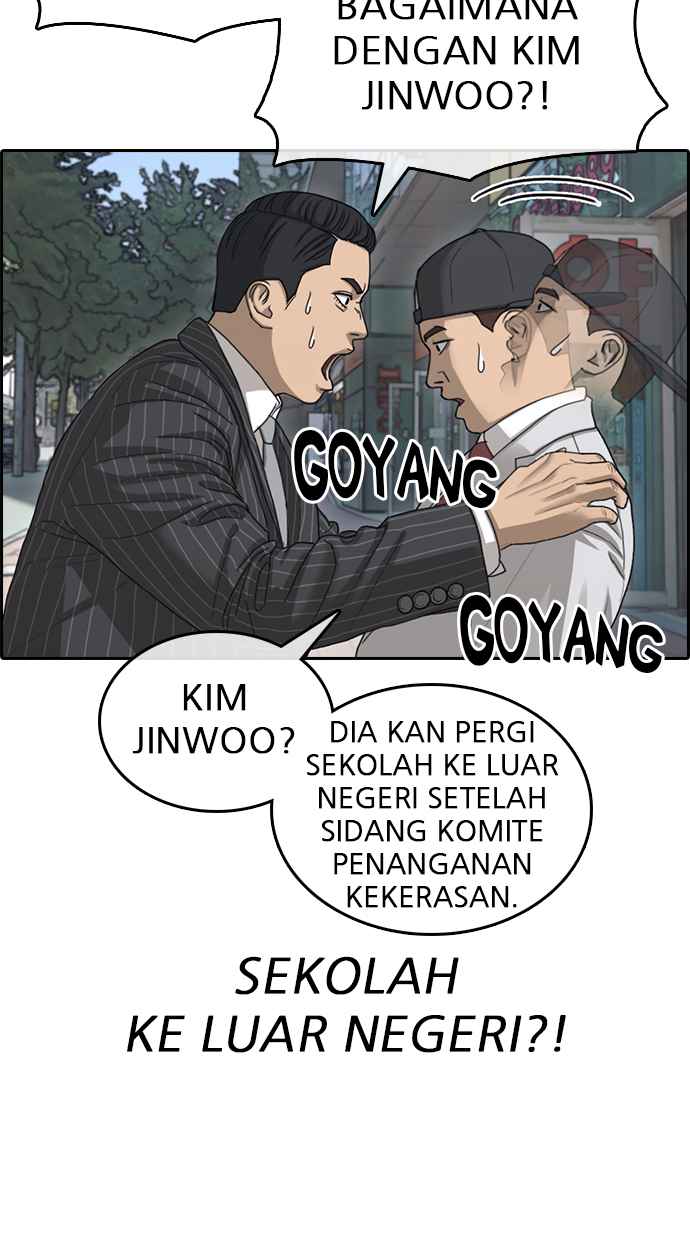 BAGAIMANA
DENGAN KIM
JINWOO?!
GOYANG
GOYANG
KIM
JINWOO?
DIA KAN PERGI
SEKOLAH KE LUAR
NEGERI SETELAH
SIDANG KOMITE
PENANGANAN
KEKERASAN.
SEKOLAH
KE LUAR NEGERI?!